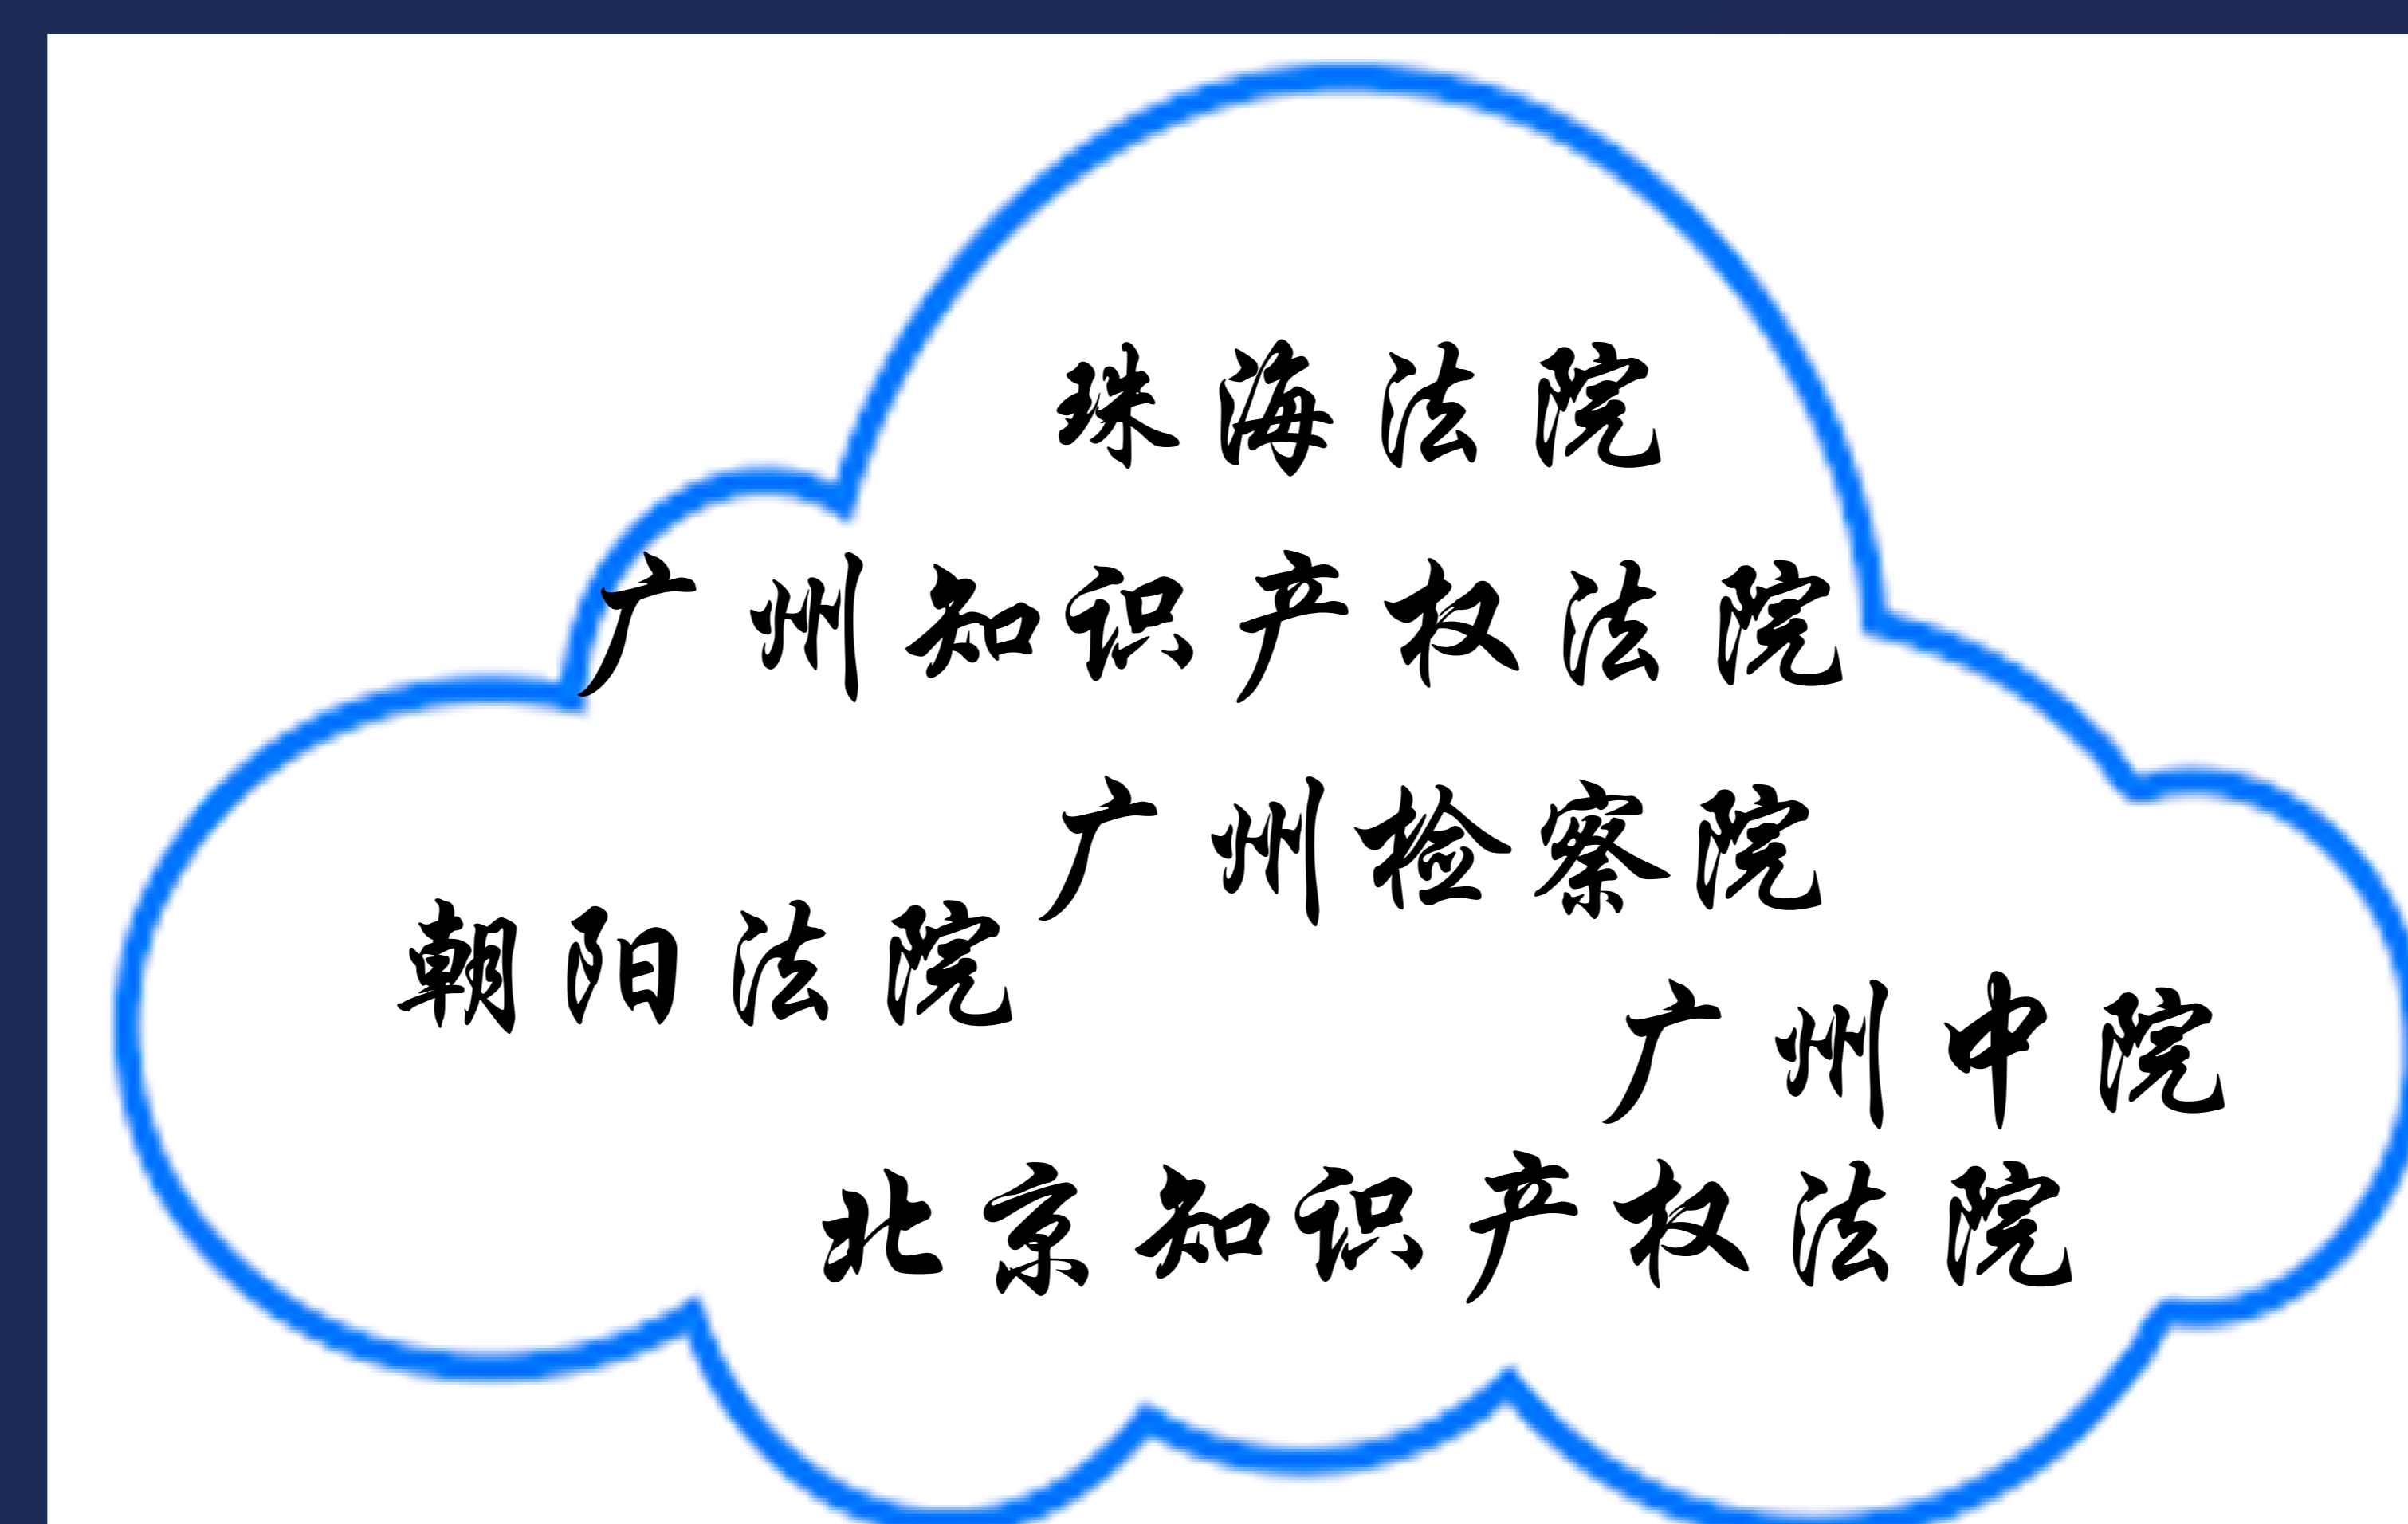 珠海法院
广州知识产权法院
广州检察院
朝阳法院
广州中院
北京知识产权法院